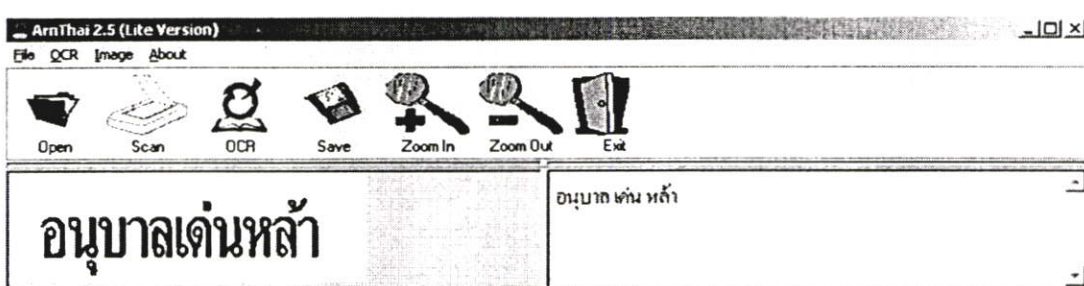 ArnThai 2.5 (Lite Version)
File OCR Image About
Open Scan OCR Save Zoom In Zoom Out Exit
อนุบาลเด่นหล้า
อนุบาล เด่น หล้า